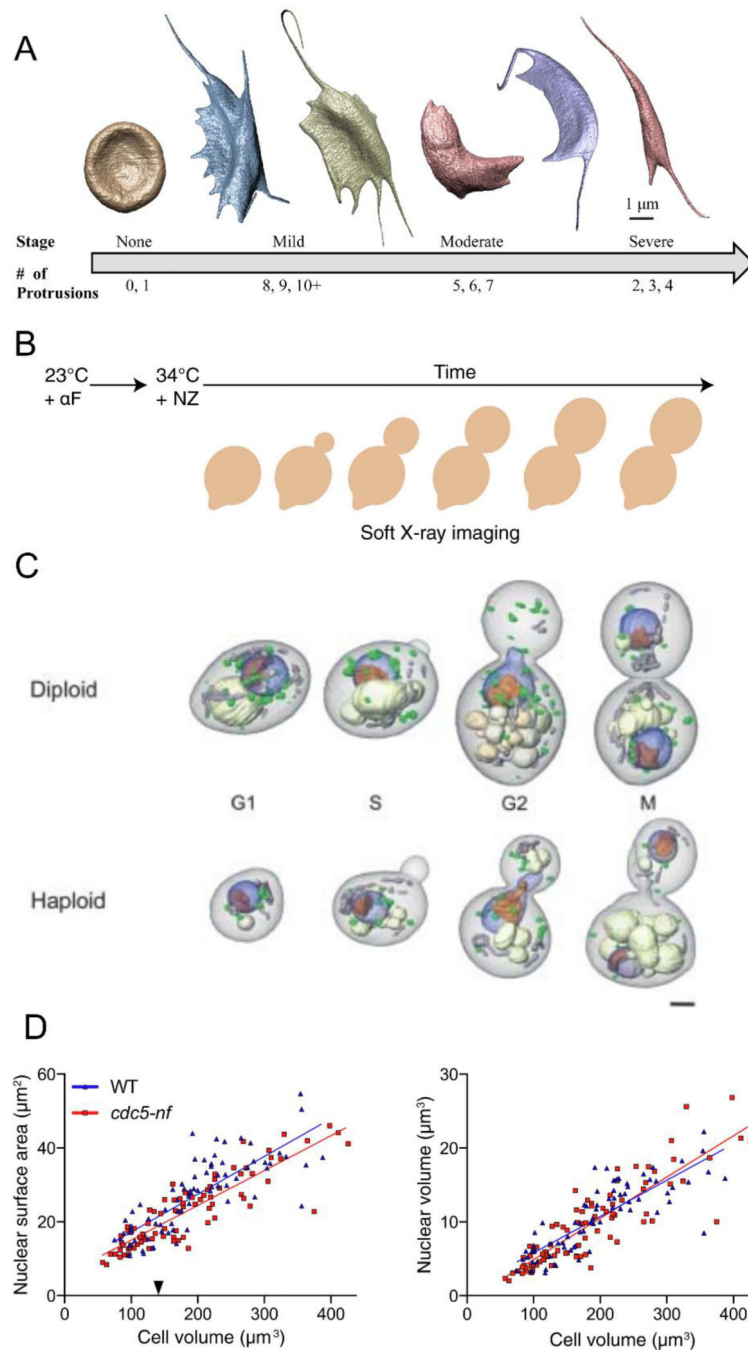 A
1 μm
Stage None Mild Moderate Severe
# of
Protrusions 0, 1 8, 9, 10+ 5, 6, 7 2, 3, 4
B
23°C 34°C Time
+ αF + NZ
Soft X-ray imaging
C
Diploid
G1 S G2 M
Haploid
D
60 30
WT
cdc5-nf
40 20
20 10
0 0
Nuclear surface area (μm²)
Nuclear volume (μm³)
0 100 200 300 400 0 100 200 300 400
Cell volume (μm³) Cell volume (μm³)